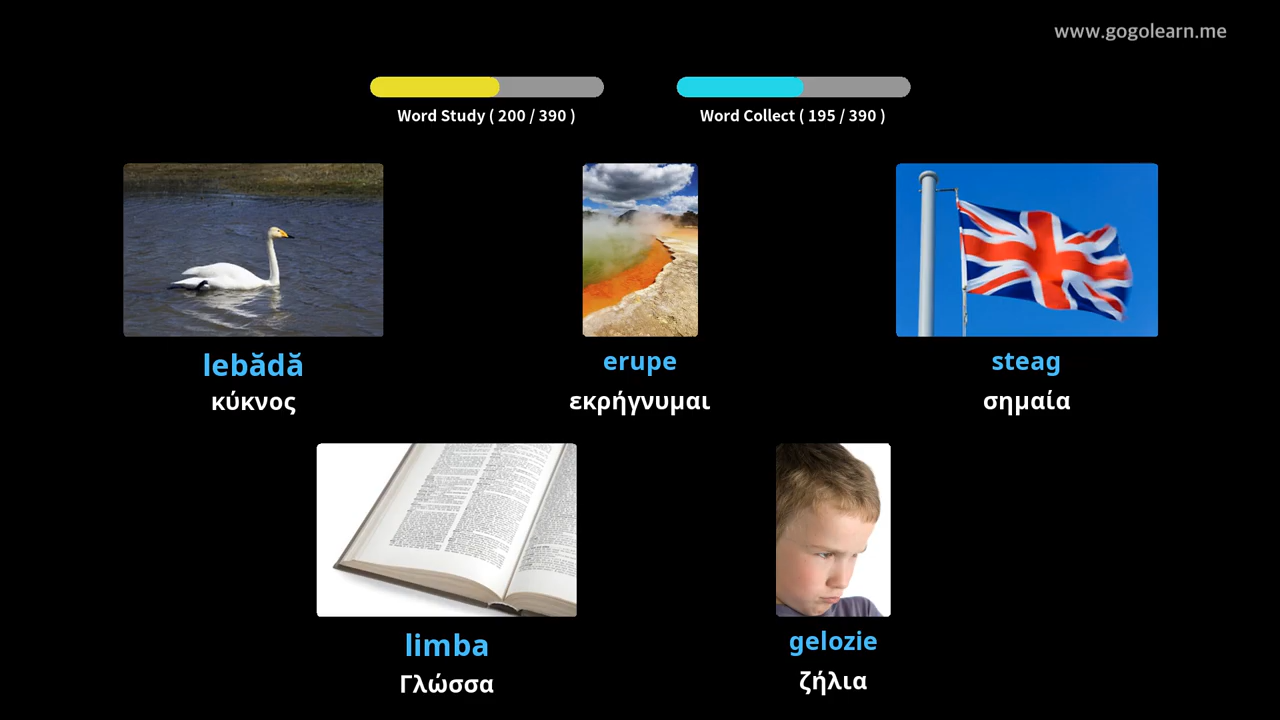 www.gogolearn.me
Word Study ( 200 / 390 )
Word Collect ( 195 / 390 )
lebădă
κύκνος
erupe
εκρήγνυμαι
steag
σημαία
limba
Γλώσσα
gelozie
ζήλια